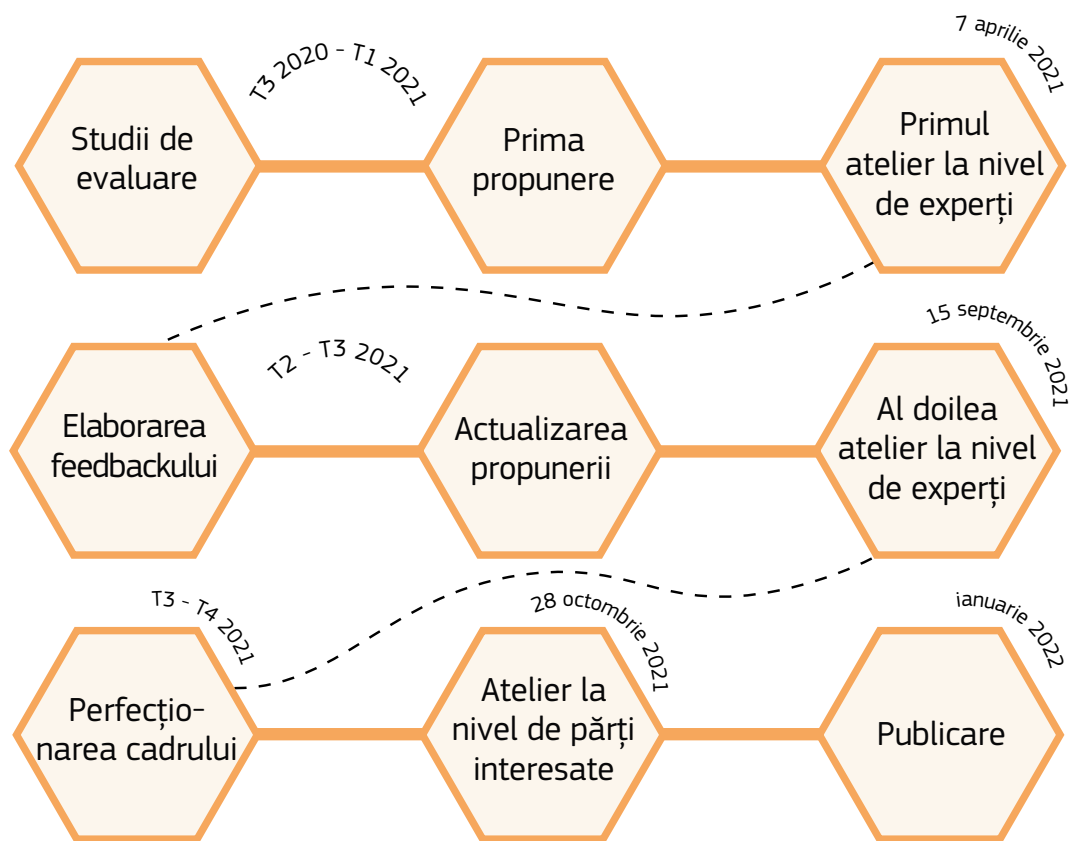 Studii de
evaluare
T3 2020 - T1 2021
Prima
propunere
7 aprilie 2021
Primul
atelier la nivel
de experți
Elaborarea
feedbackului
T2 - T3 2021
Actualizarea
propunerii
15 septembrie 2021
Al doilea
atelier la nivel
de experți
T3 - T4 2021
Perfecțio-
narea cadrului
28 octombrie 2021
Atelier la
nivel de părți
interesate
ianuarie 2022
Publicare